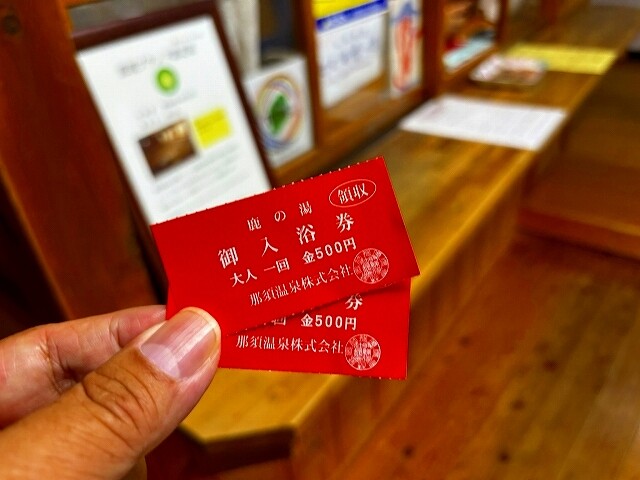 鹿の湯
領収
御入浴券
大人 一回 金500円
那須温泉株式会社
券
回 金500円
那須温泉株式会社